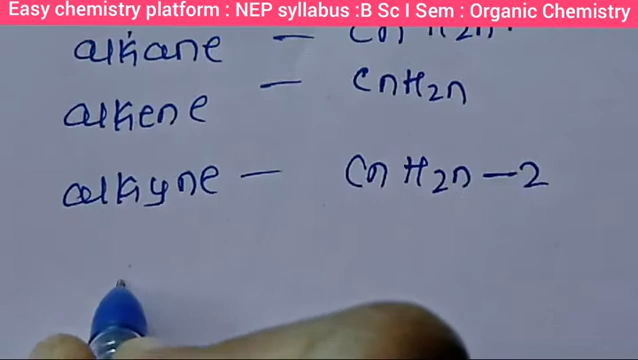 Easy chemistry platform : NEP syllabus :B Sc I Sem : Organic Chemistry
alkane –
alkene – CnH2n
alkyne – CnH2n-2